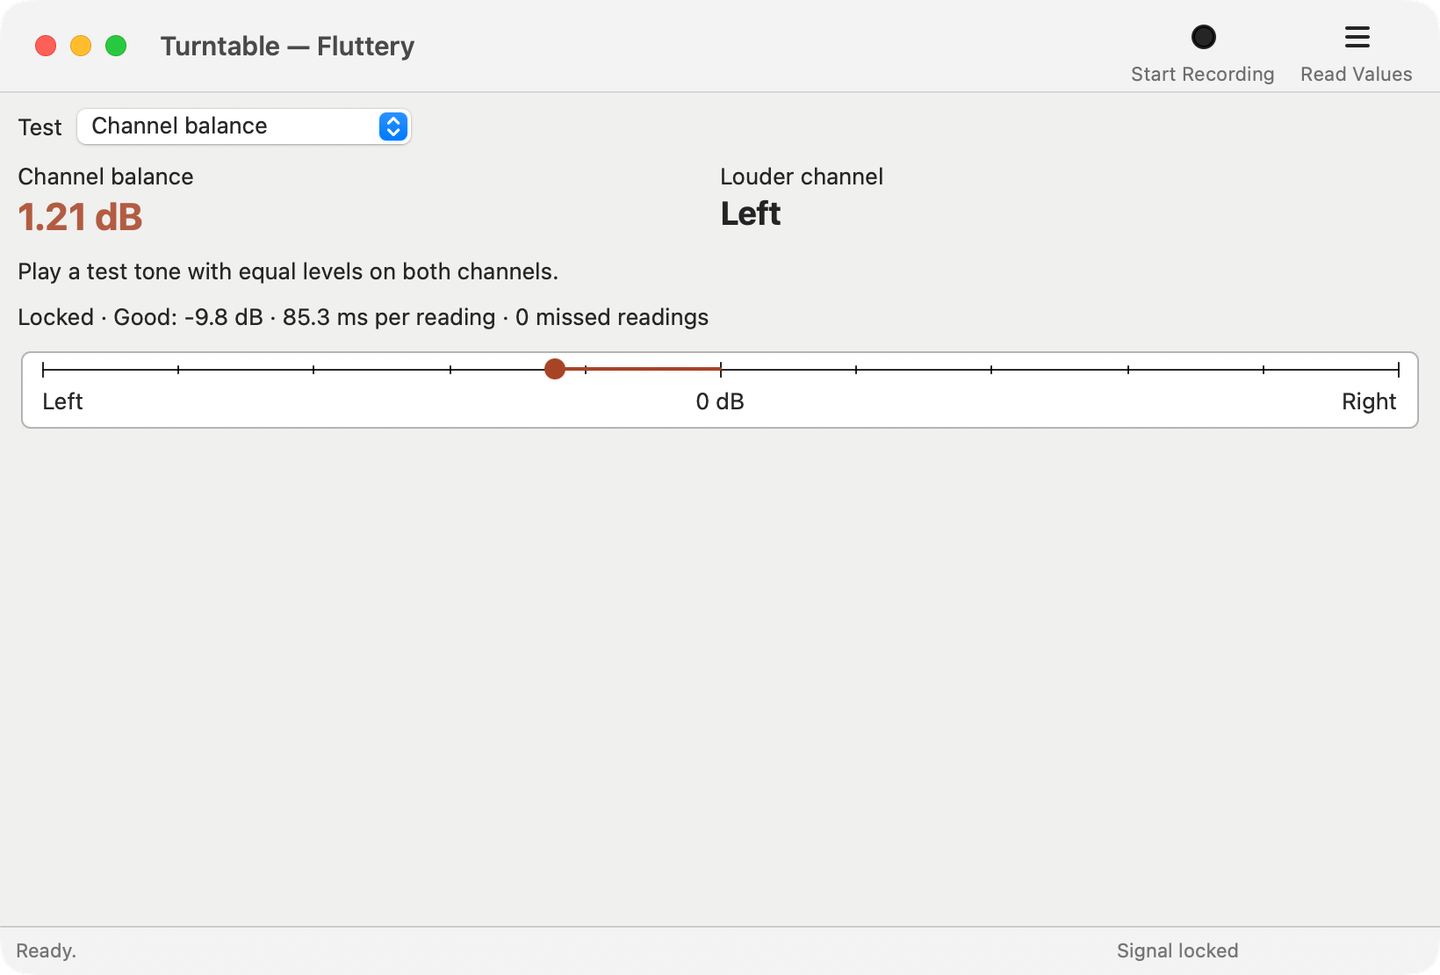 Turntable — Fluttery
Start Recording
Read Values
Test
Channel balance
Channel balance
1.21 dB
Louder channel
Left
Play a test tone with equal levels on both channels.
Locked · Good: -9.8 dB · 85.3 ms per reading · 0 missed readings
Left
0 dB
Right
Ready.
Signal locked